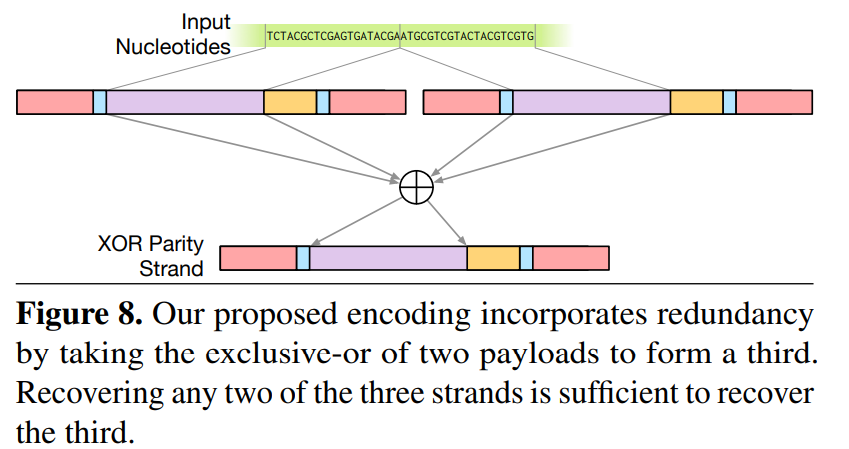 Input
Nucleotides
TCTACGCTCGAGTGATACGAATGCGTCGTACTACGTCGTG
XOR Parity
Strand
Figure 8. Our proposed encoding incorporates redundancy
by taking the exclusive-or of two payloads to form a third.
Recovering any two of the three strands is sufficient to recover
the third.